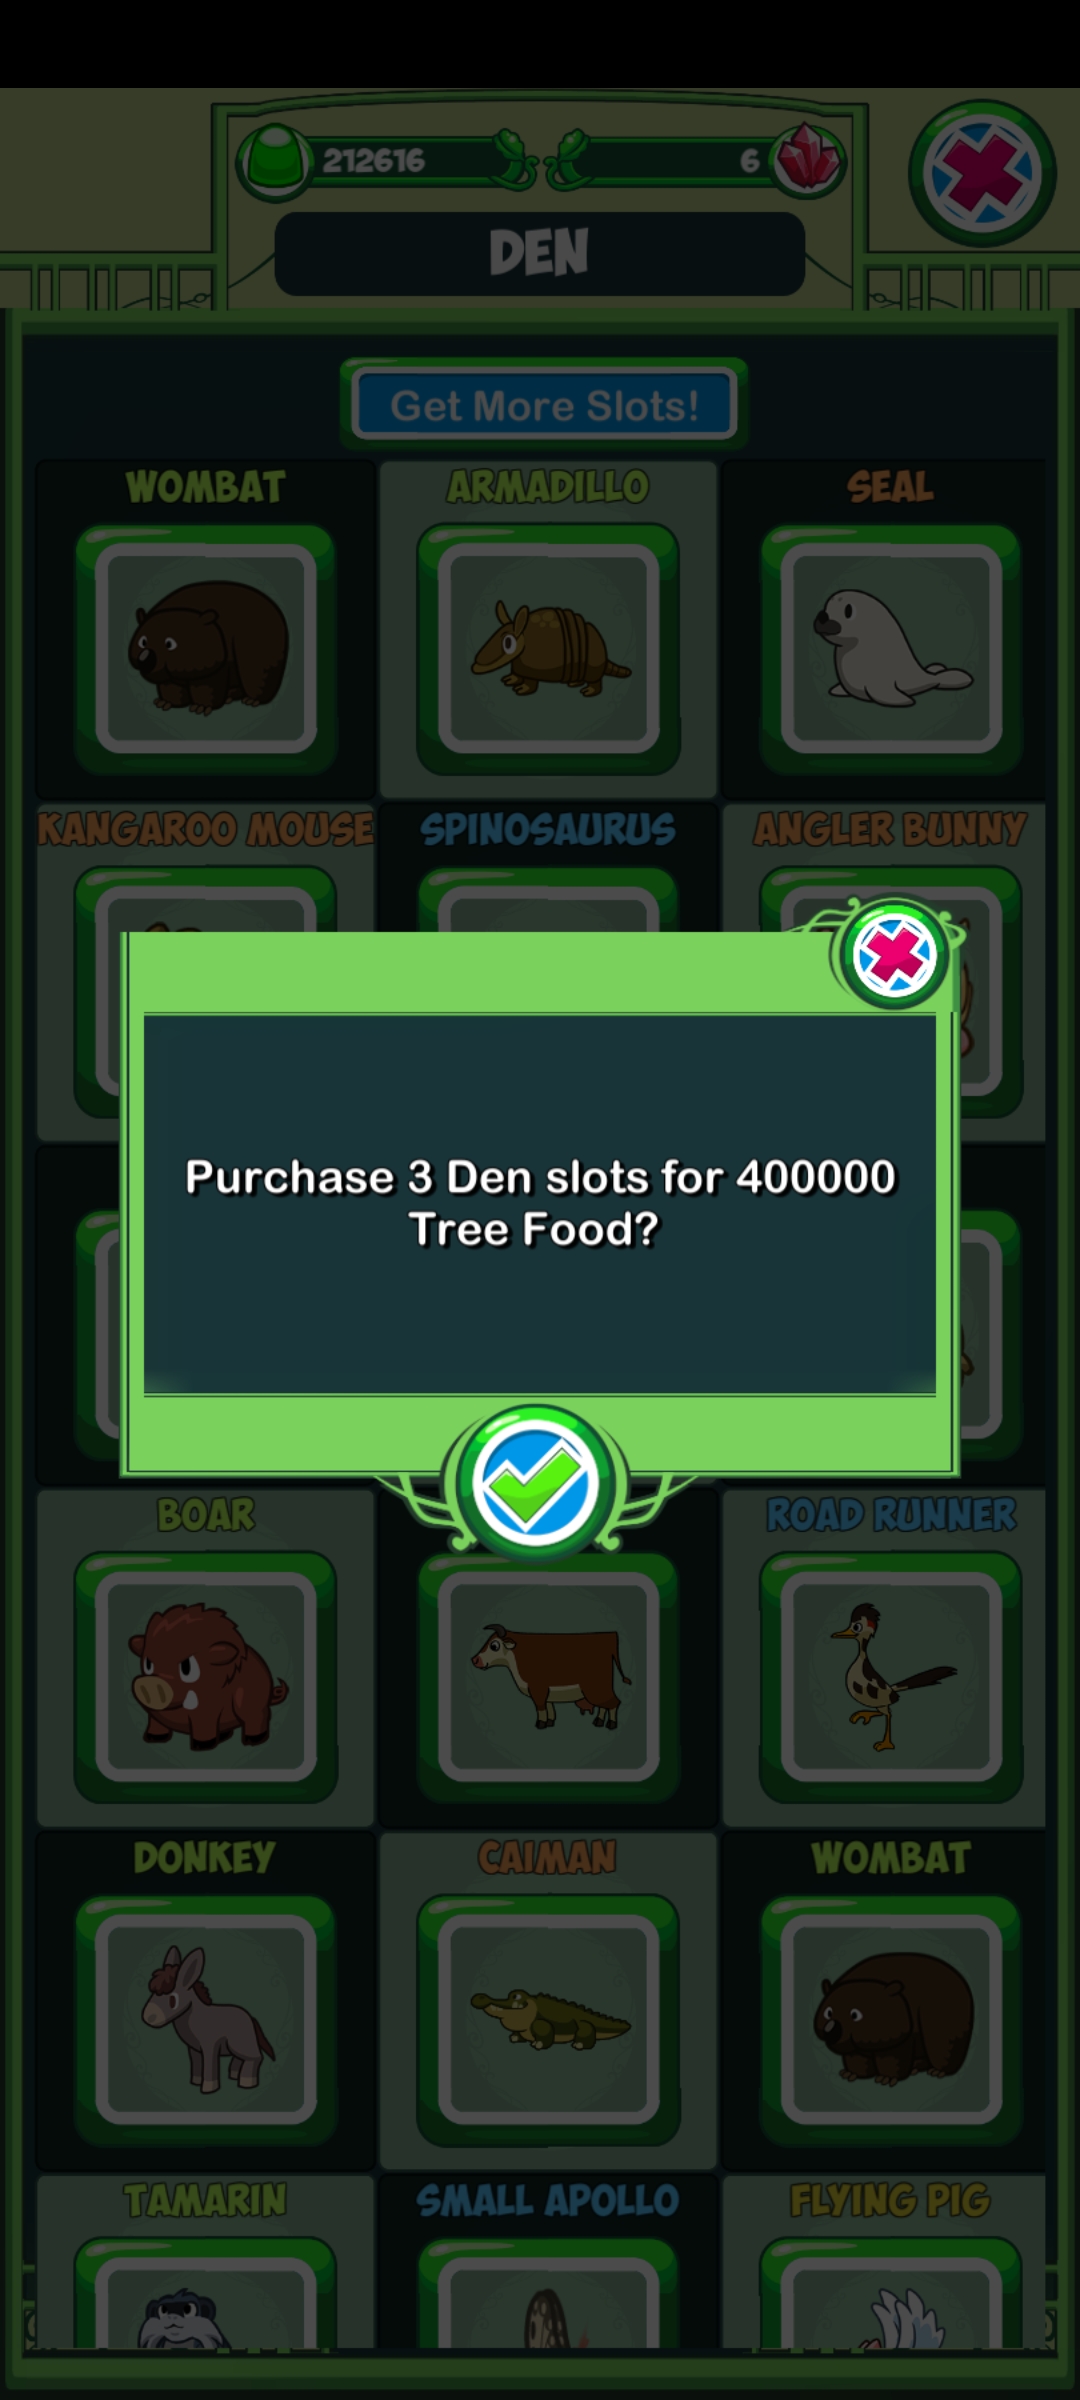 212616
6
DEN
Get More Slots!
WOMBAT
ARMADILLO
SEAL
KANGAROO MOUSE
SPINOSAURUS
ANGLER BUNNY
Purchase 3 Den slots for 400000
Tree Food?
BOAR
ROAD RUNNER
DONKEY
CAIMAN
WOMBAT
TAMARIN
SMALL APOLLO
FLYING PIG